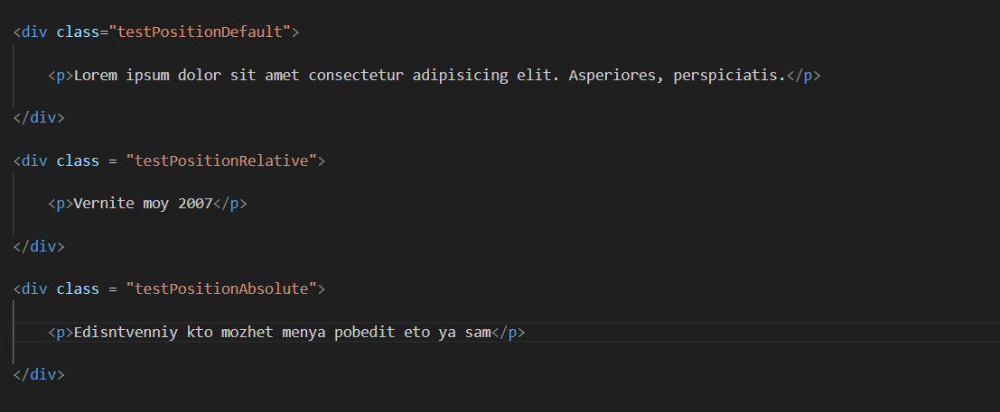 <div class="testPositionDefault">
<p>Lorem ipsum dolor sit amet consectetur adipisicing elit. Asperiores, perspiciatis.</p>
</div>
<div class = "testPositionRelative">
<p>Vernite moy 2007</p>
</div>
<div class = "testPositionAbsolute">
<p>Edisntvenniy kto mozhet menya pobedit eto ya sam</p>
</div>